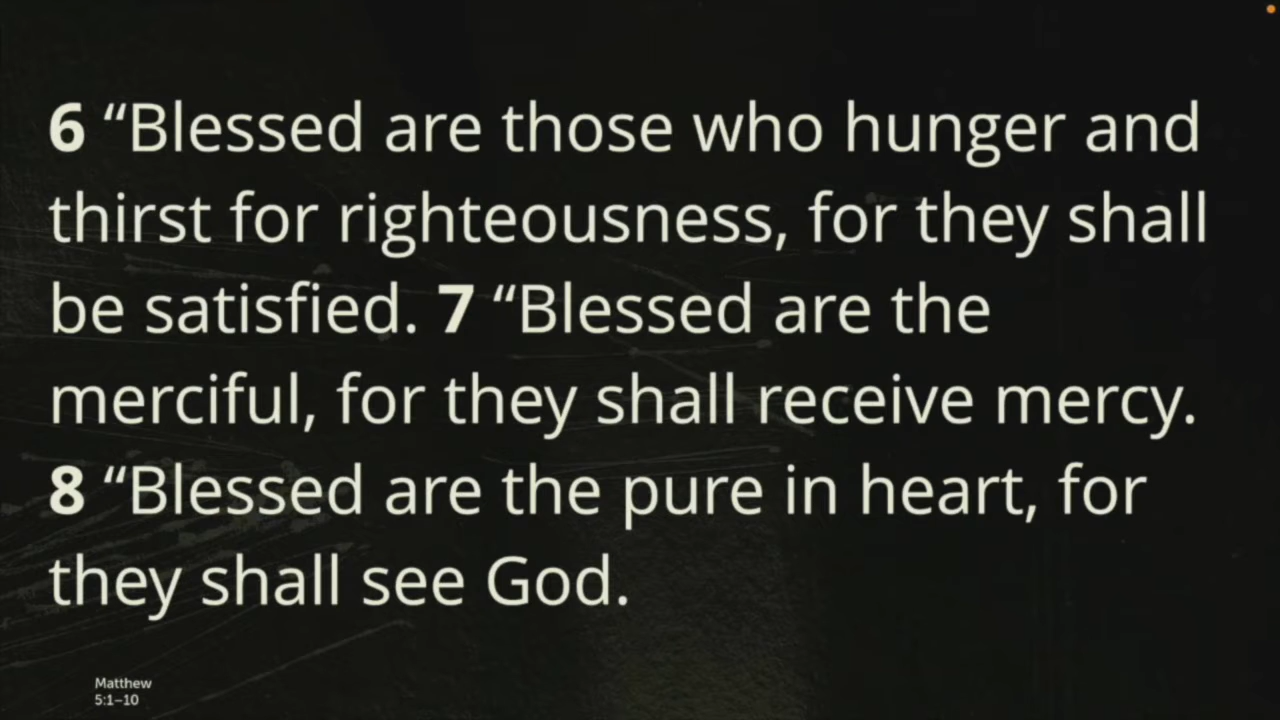 6 “Blessed are those who hunger and
thirst for righteousness, for they shall
be satisfied. 7 “Blessed are the
merciful, for they shall receive mercy.
8 “Blessed are the pure in heart, for
they shall see God.
Matthew
5:1–10